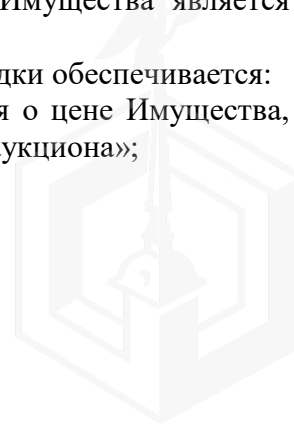 Имущества является
дки обеспечивается:
я о цене Имущества,
укциона»;